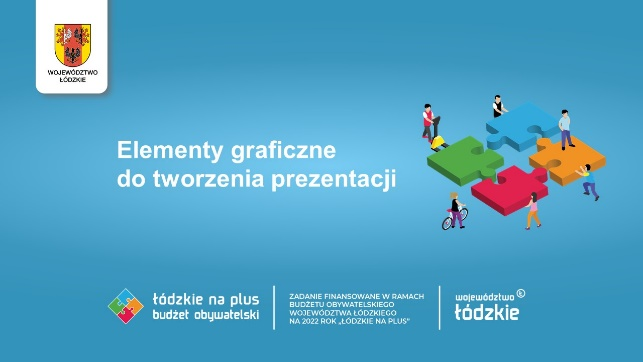 WOJEWÓDZTWO
ŁÓDZKIE
Elementy graficzne
do tworzenia prezentacji
łódzkie na plus
budżet obywatelski
ZADANIE FINANSOWANE W RAMACH
BUDŻETU OBYWATELSKIEGO
WOJEWÓDZTWA ŁÓDZKIEGO
NA 2022 ROK „ŁÓDZKIE NA PLUS”
województwo
łódzkie